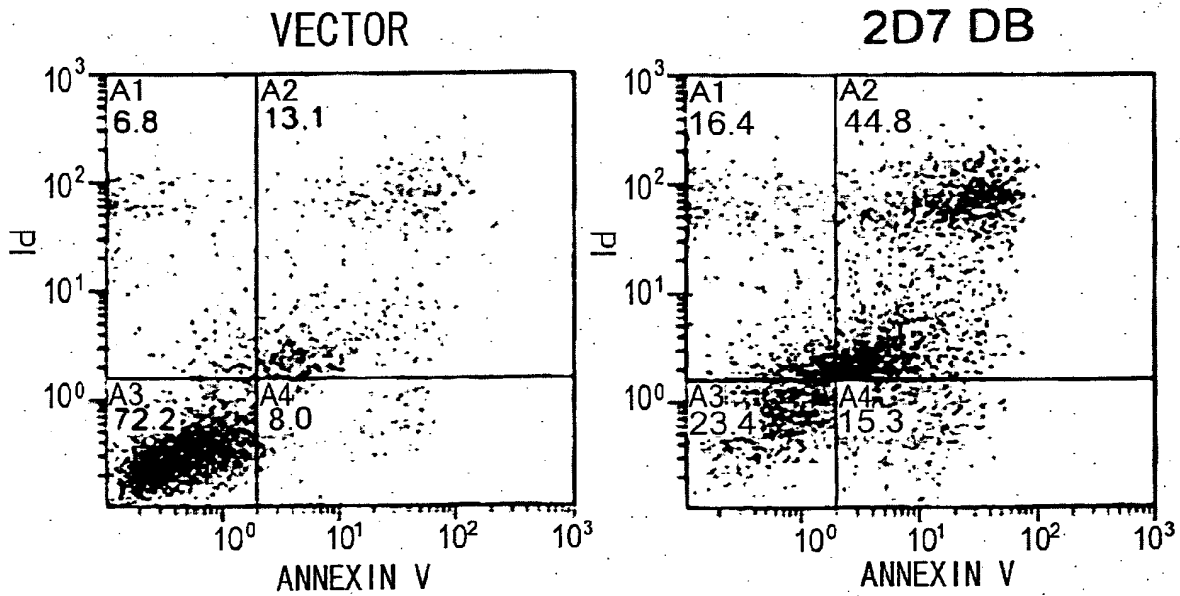 VECTOR
10³
A1
6.8
A2
13.1
10²
PI
10¹
10⁰
A3
72.2
A4
8.0
10⁰ 10¹ 10² 10³
ANNEXIN V
2D7 DB
10³
A1
16.4
A2
44.8
10²
PI
10¹
10⁰
A3
23.4
A4
15.3
10⁰ 10¹ 10² 10³
ANNEXIN V